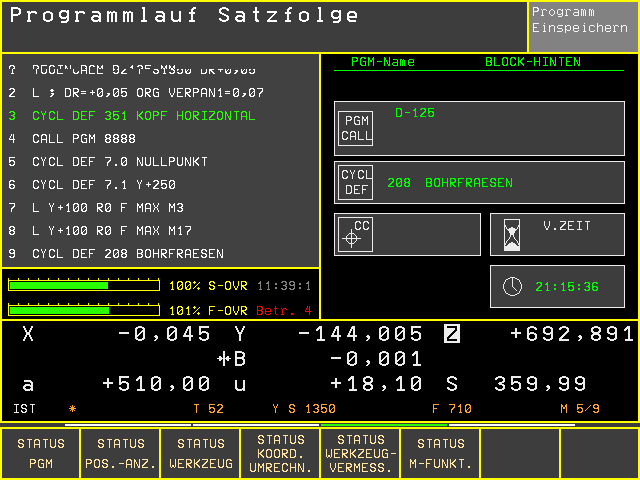 Programmlauf Satzfolge
Programm
Einspeichern
2 L ; DR=+0,05 ORG VERPAN1=0,07
3 CYCL DEF 351 KOPF HORIZONTAL
4 CALL PGM 8888
5 CYCL DEF 7.0 NULLPUNKT
6 CYCL DEF 7.1 Y+250
7 L Y+100 R0 F MAX M3
8 L Y+100 R0 F MAX M17
9 CYCL DEF 208 BOHRFRAESEN
PGM-Name BLOCK-HINTEN
PGM
CALL
D-125
CYCL
DEF
208 BOHRFRAESEN
CC
V.ZEIT
21:15:36
100% S-OVR 11:39:1
101% F-OVR Betr. 4
X -0,045 Y -144,005 Z +692,891
B -0,001
a +510,00 u +18,10 S 359,99
IST * T 52 Y S 1350 F 710 M 5/9
STATUS
PGM
STATUS
POS.-ANZ.
STATUS
WERKZEUG
STATUS
KOORD.
UMRECHN.
STATUS
WERKZEUG-
VERMESS.
STATUS
M-FUNKT.